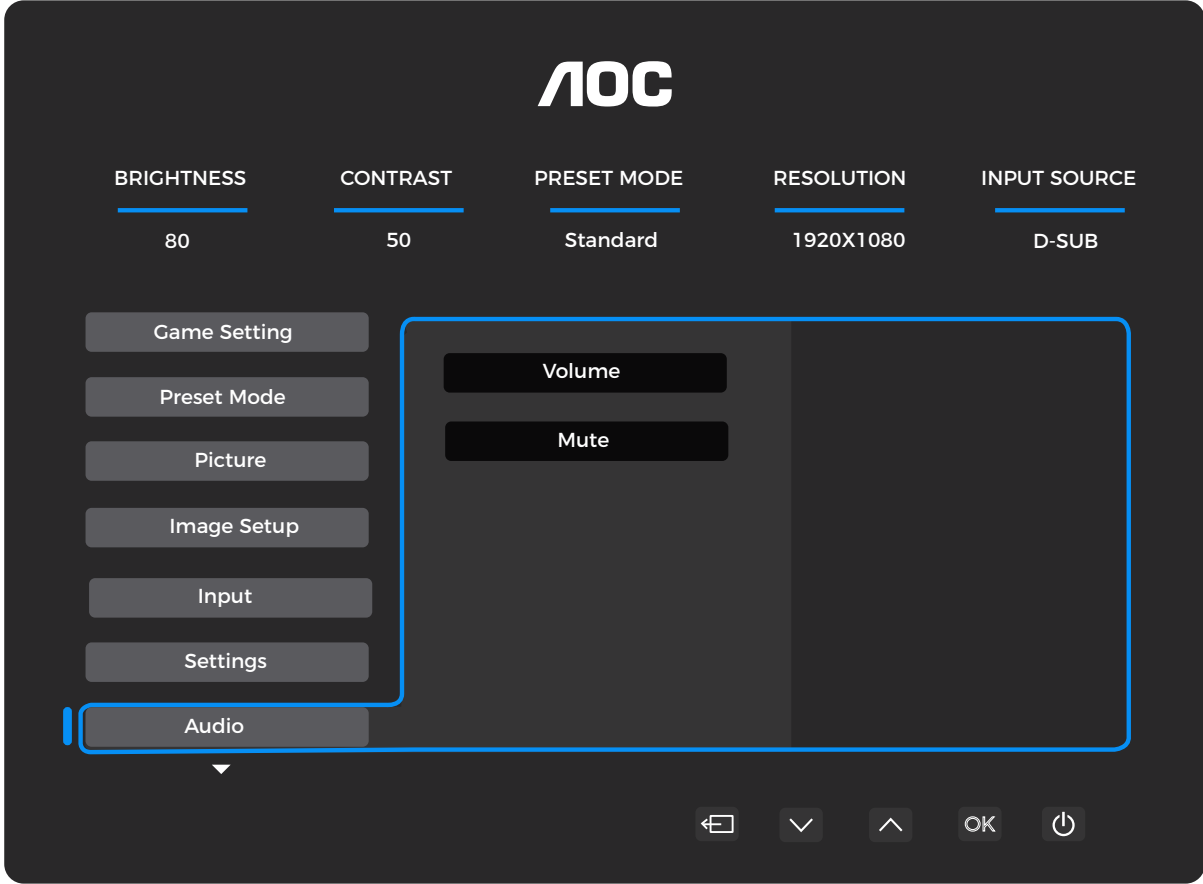 AOC
BRIGHTNESS CONTRAST PRESET MODE RESOLUTION INPUT SOURCE
80 50 Standard 1920X1080 D-SUB
Game Setting
Volume
Preset Mode
Mute
Picture
Image Setup
Input
Settings
Audio
OK